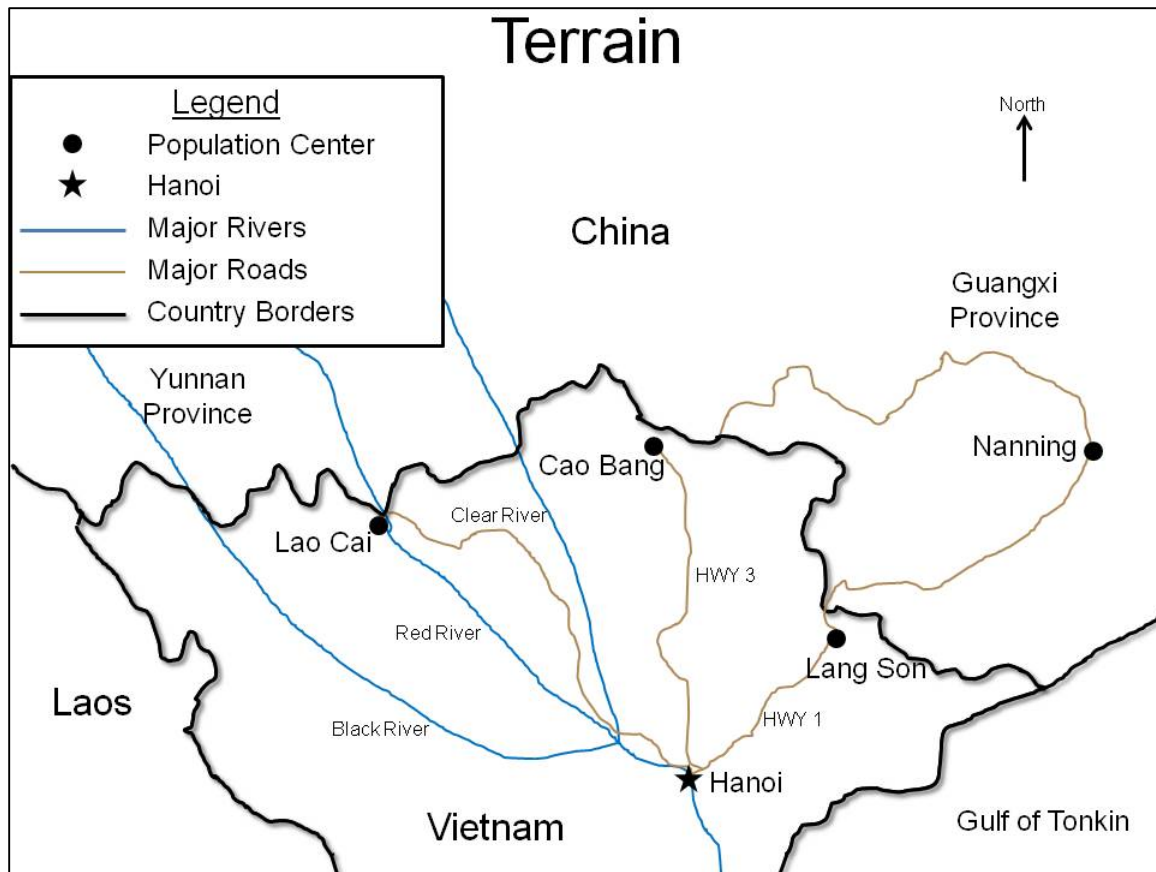 Terrain
Legend
Population Center
Hanoi
Major Rivers
Major Roads
Country Borders
North
China
Guangxi
Province
Yunnan
Province
Nanning
Cao Bang
Clear River
Lao Cai
HWY 3
Red River
Lang Son
Laos
HWY 1
Black River
Hanoi
Vietnam
Gulf of Tonkin